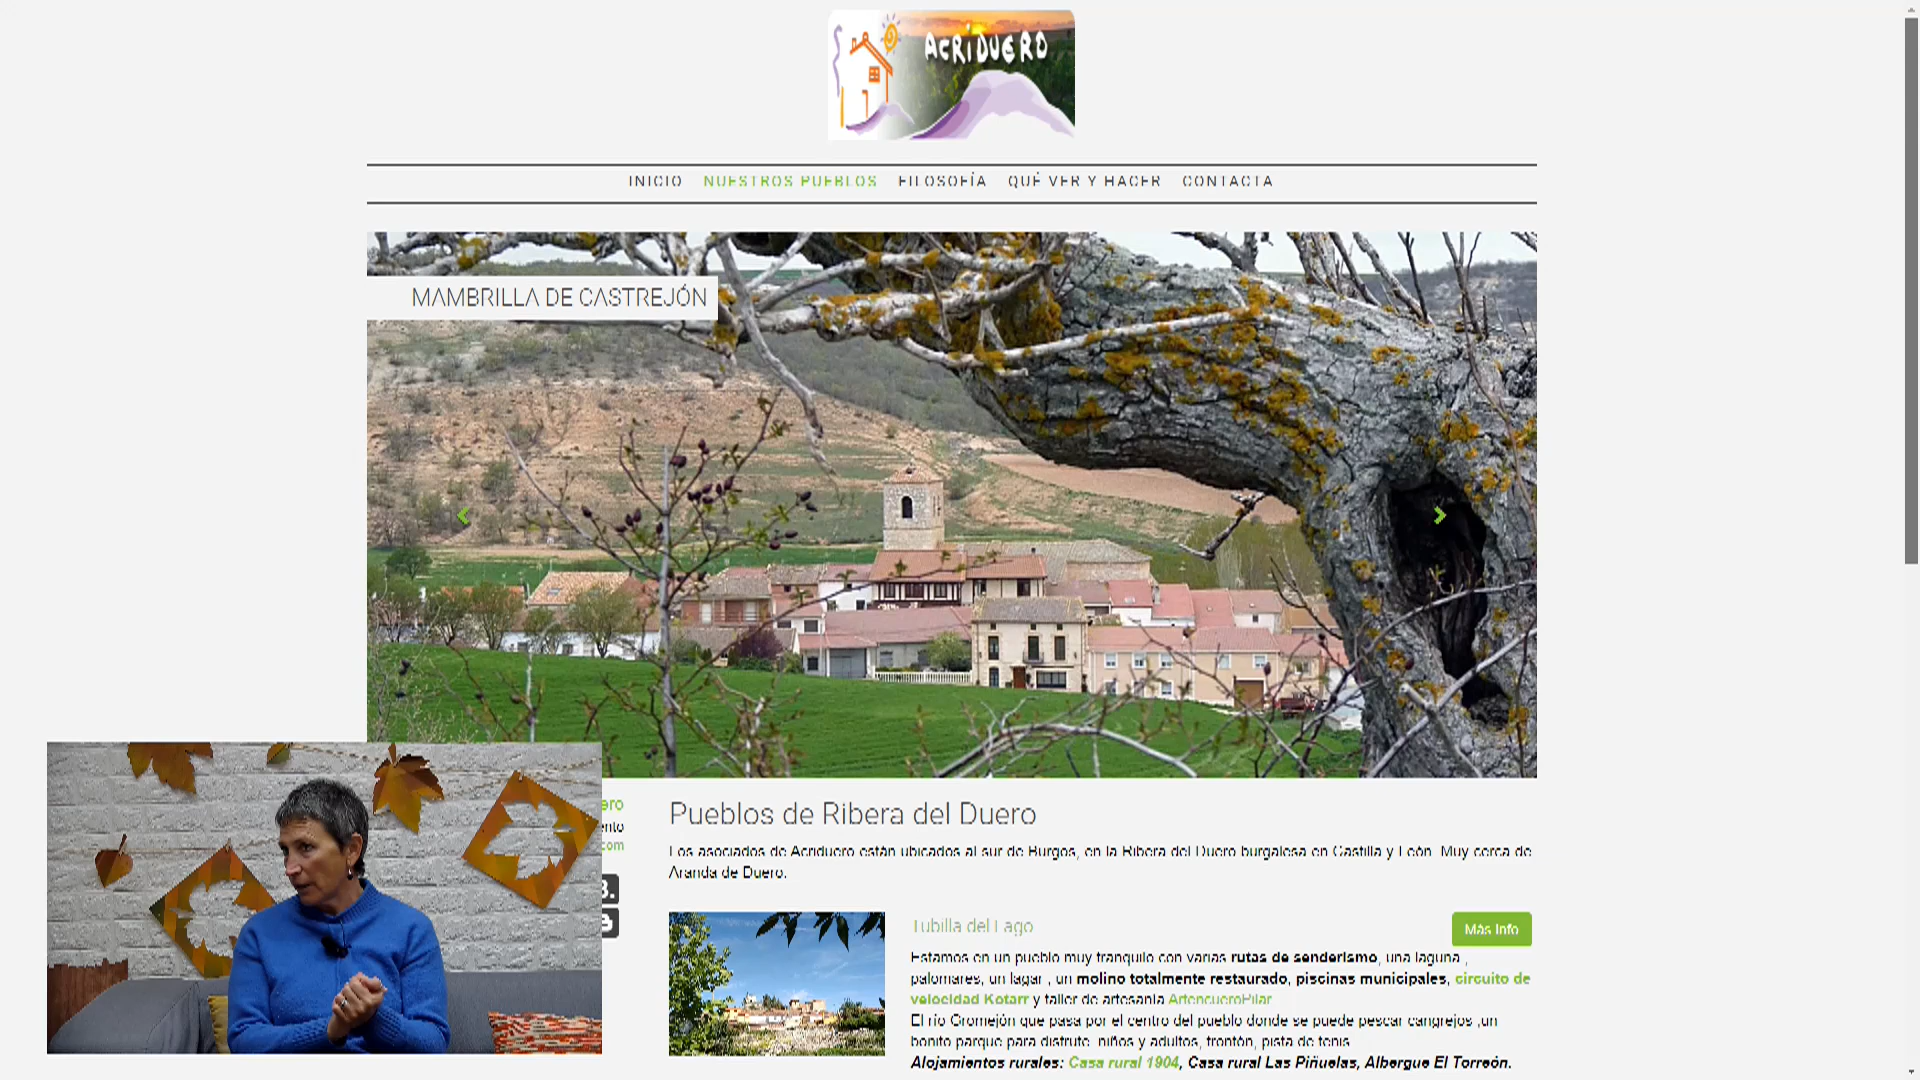 ACRIDUERO
INICIO NUESTROS PUEBLOS FILOSOFÍA QUÉ VER Y HACER CONTACTA
MAMBRILLA DE CASTREJÓN
Pueblos de Ribera del Duero
Los asociados de Acriduero están ubicados al sur de Burgos, en la Ribera del Duero burgalesa en Castilla y León. Muy cerca de
Aranda de Duero.
Tubilla del Lago
Más Info
Estamos en un pueblo muy tranquilo con varias rutas de senderismo, una laguna ,
palomares, un lagar , un molino totalmente restaurado, piscinas municipales, circuito de
velocidad Kotarr y taller de artesanía ArtencueroPilar
El río Gromejón que pasa por el centro del pueblo donde se puede pescar cangrejos ,un
bonito parque para disfrute niños y adultos, frontón, pista de tenis
Alojamientos rurales: Casa rural 1904, Casa rural Las Piñuelas, Albergue El Torreón.